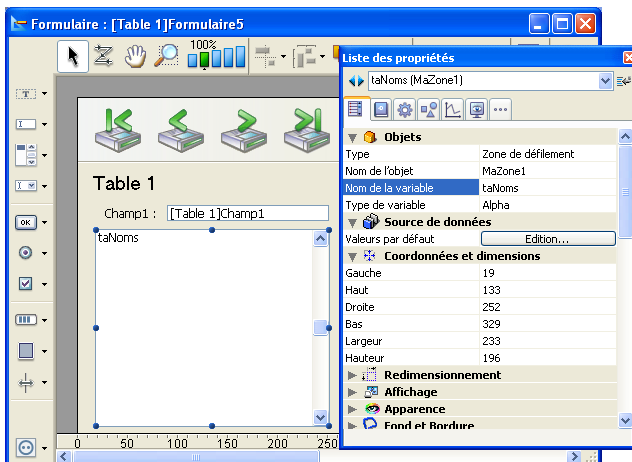 Formulaire : [Table 1]Formulaire5
100%
Liste des propriétés
taNoms (MaZone1)
Objets
Type Zone de défilement
Nom de l'objet MaZone1
Nom de la variable taNoms
Type de variable Alpha
Source de données
Valeurs par défaut Edition...
Coordonnées et dimensions
Gauche 19
Haut 133
Droite 252
Bas 329
Largeur 233
Hauteur 196
Redimensionnement
Affichage
Apparence
Fond et Bordure
Table 1
Champ1 : [Table 1]Champ1
taNoms
OK
0 50 100 150 200 250